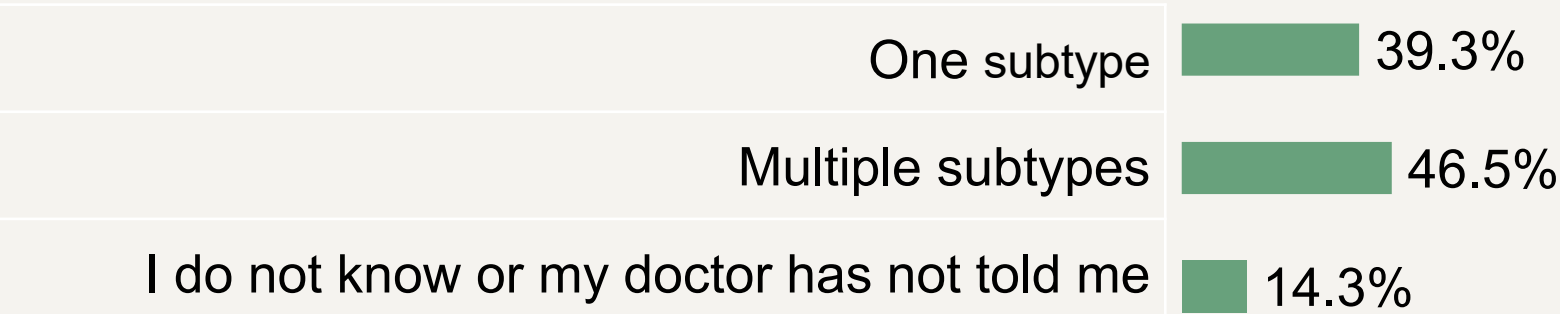 One subtype 39.3%
Multiple subtypes 46.5%
I do not know or my doctor has not told me 14.3%